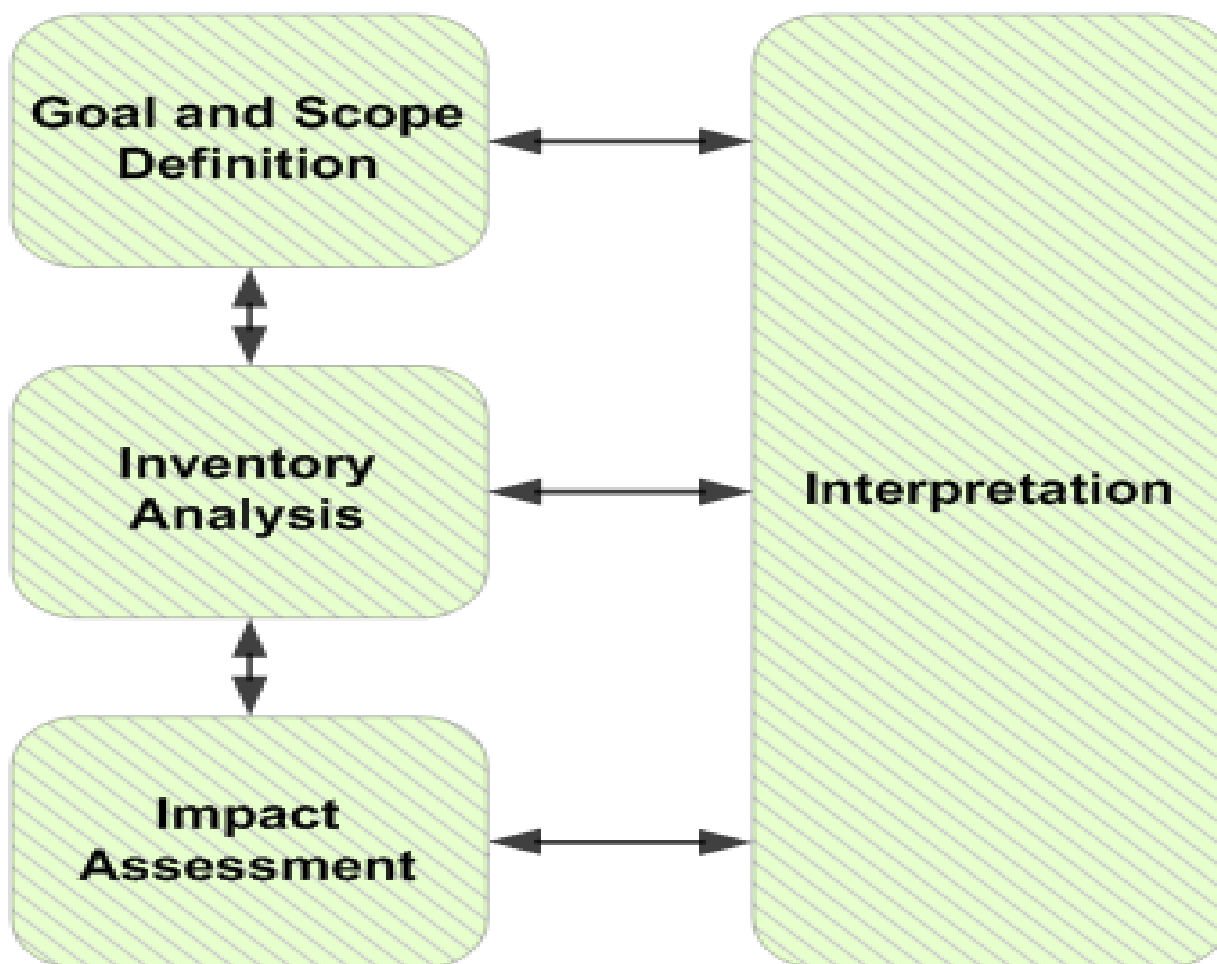 Goal and Scope
Definition
Inventory
Analysis
Interpretation
Impact
Assessment